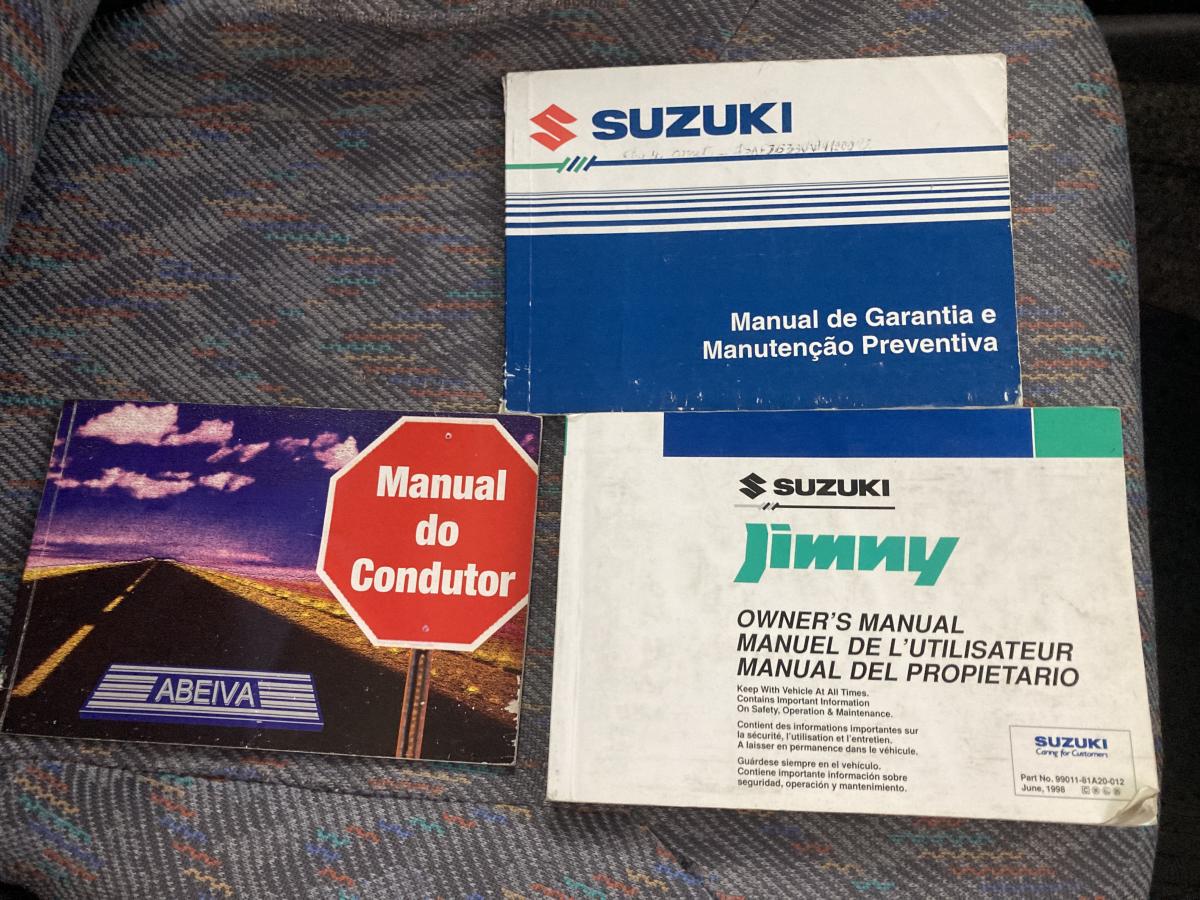 SUZUKI
Manual de Garantia e
Manutenção Preventiva
Manual
do
Condutor
ABEIVA
SUZUKI
Jimny
OWNER'S MANUAL
MANUEL DE L'UTILISATEUR
MANUAL DEL PROPIETARIO
Keep With Vehicle At All Times.
Contains Important Information
On Safety, Operation & Maintenance.
Contient des informations importantes sur
la sécurité, l'utilisation et l'entretien.
A laisser en permanence dans le véhicule.
Guárdese siempre en el vehículo.
Contiene importante información sobre
seguridad, operación y mantenimiento.
SUZUKI
Caring for Customers
Part No. 99011-81A20-012
June, 1998